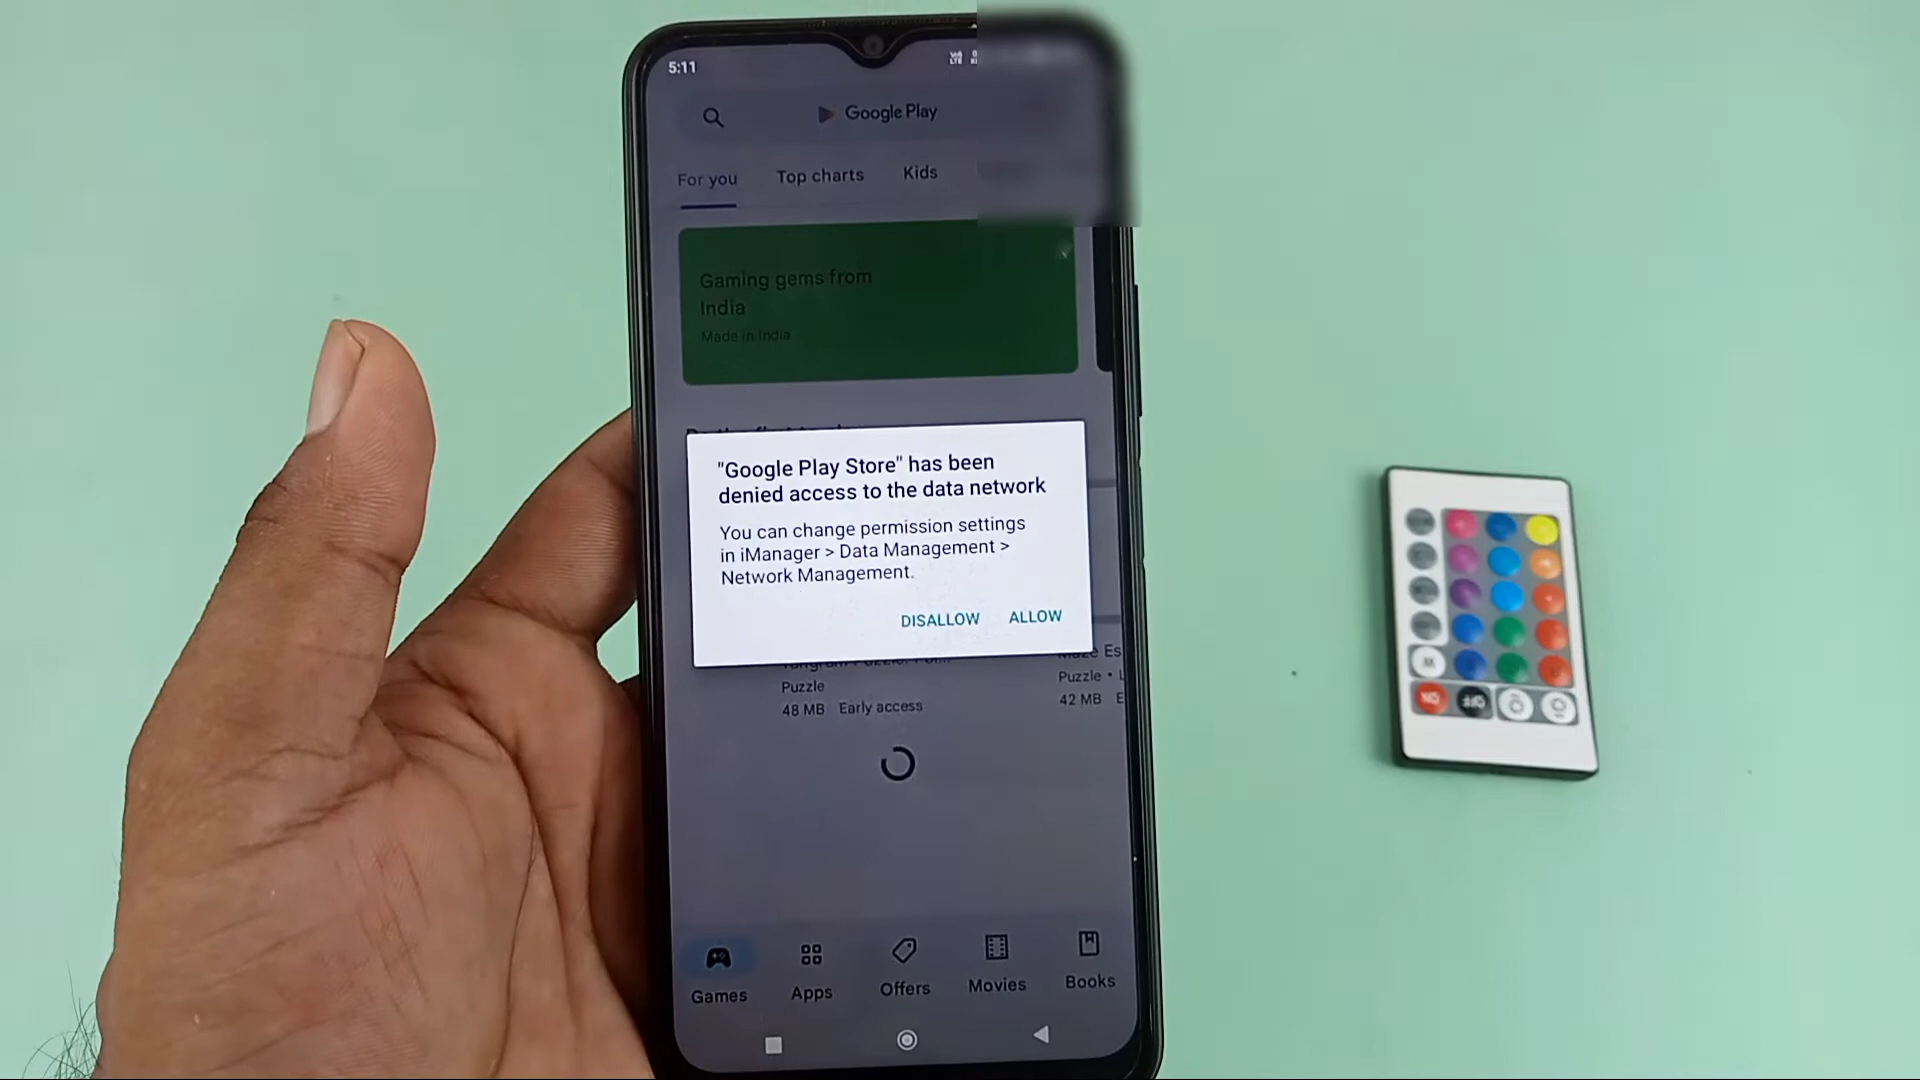 5:11
Google Play
For you
Top charts
Kids
Gaming gems from
India
Made in India
"Google Play Store" has been
denied access to the data network
You can change permission settings
in iManager > Data Management >
Network Management.
DISALLOW
ALLOW
Puzzle
48 MB Early access
Puzzle •
42 MB
Games
Apps
Offers
Movies
Books
ON
OFF